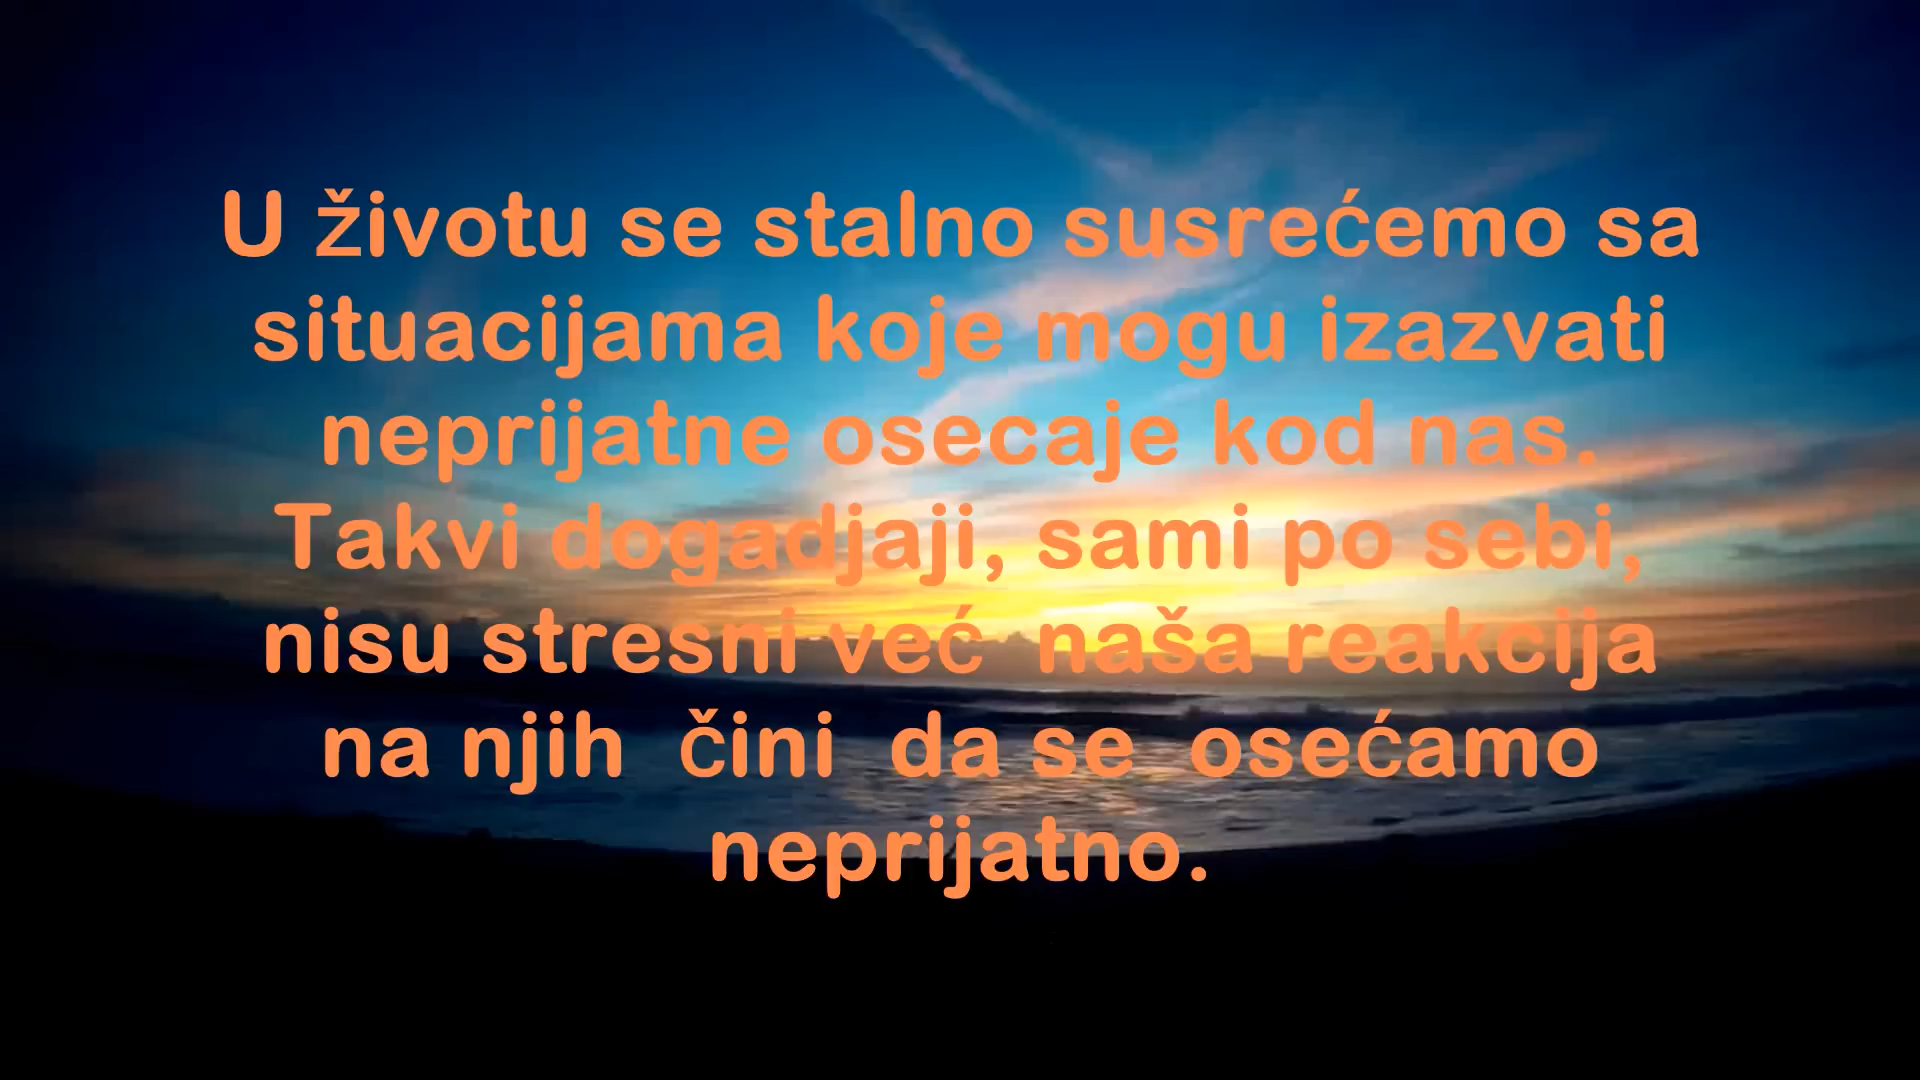 U životu se stalno susrećemo sa
situacijama koje mogu izazvati
neprijatne osecaje kod nas.
Takvi dogadjaji, sami po sebi,
nisu stresni već naša reakcija
na njih čini da se osećamo
neprijatno.